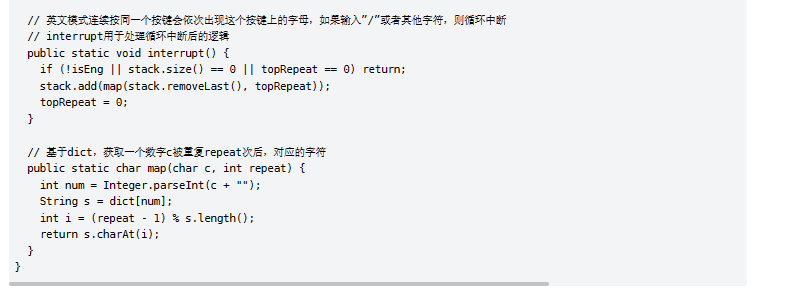 // 英文模式连续按同一个按键会依次出现这个按键上的字母，如果输入”/”或者其他字符，则循环中断
// interrupt用于处理循环中断后的逻辑
public static void interrupt() {
if (!isEng || stack.size() == 0 || topRepeat == 0) return;
stack.add(map(stack.removeLast(), topRepeat));
topRepeat = 0;
}
// 基于dict，获取一个数字c被重复repeat次后，对应的字符
public static char map(char c, int repeat) {
int num = Integer.parseInt(c + "");
String s = dict[num];
int i = (repeat - 1) % s.length();
return s.charAt(i);
}
}